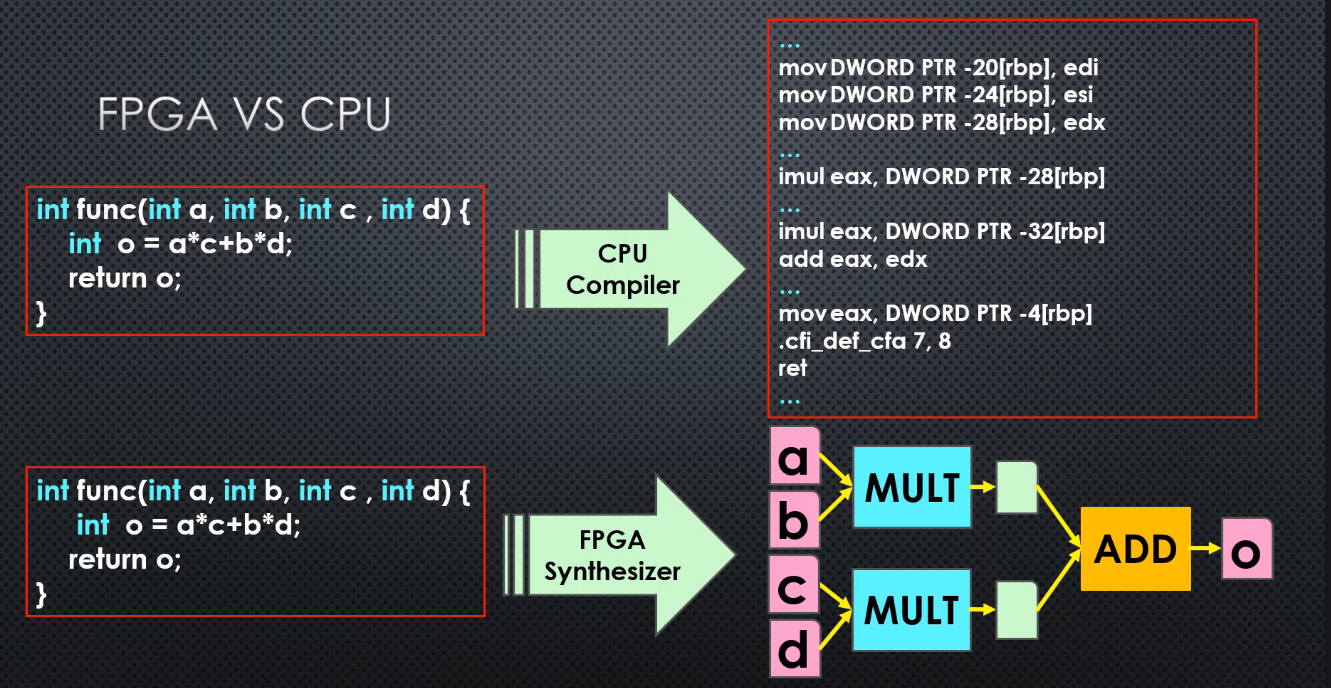 FPGA VS CPU
int func(int a, int b, int c , int d) {
int o = a*c+b*d;
return o;
}
CPU
Compiler
...
mov DWORD PTR -20[rbp], edi
mov DWORD PTR -24[rbp], esi
mov DWORD PTR -28[rbp], edx
...
imul eax, DWORD PTR -28[rbp]
...
imul eax, DWORD PTR -32[rbp]
add eax, edx
...
mov eax, DWORD PTR -4[rbp]
.cfi_def_cfa 7, 8
ret
...
int func(int a, int b, int c , int d) {
int o = a*c+b*d;
return o;
}
FPGA
Synthesizer
a
b
c
d
MULT
MULT
ADD
o